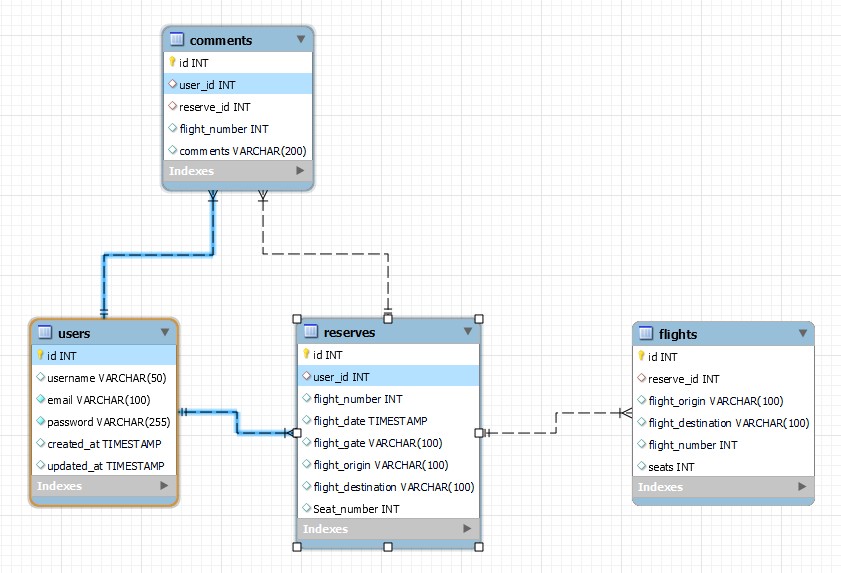 comments
id INT
user_id INT
reserve_id INT
flight_number INT
comments VARCHAR(200)
Indexes
users
id INT
username VARCHAR(50)
email VARCHAR(100)
password VARCHAR(255)
created_at TIMESTAMP
updated_at TIMESTAMP
Indexes
reserves
id INT
user_id INT
flight_number INT
flight_date TIMESTAMP
flight_gate VARCHAR(100)
flight_origin VARCHAR(100)
flight_destination VARCHAR(100)
Seat_number INT
Indexes
flights
id INT
reserve_id INT
flight_origin VARCHAR(100)
flight_destination VARCHAR(100)
flight_number INT
seats INT
Indexes